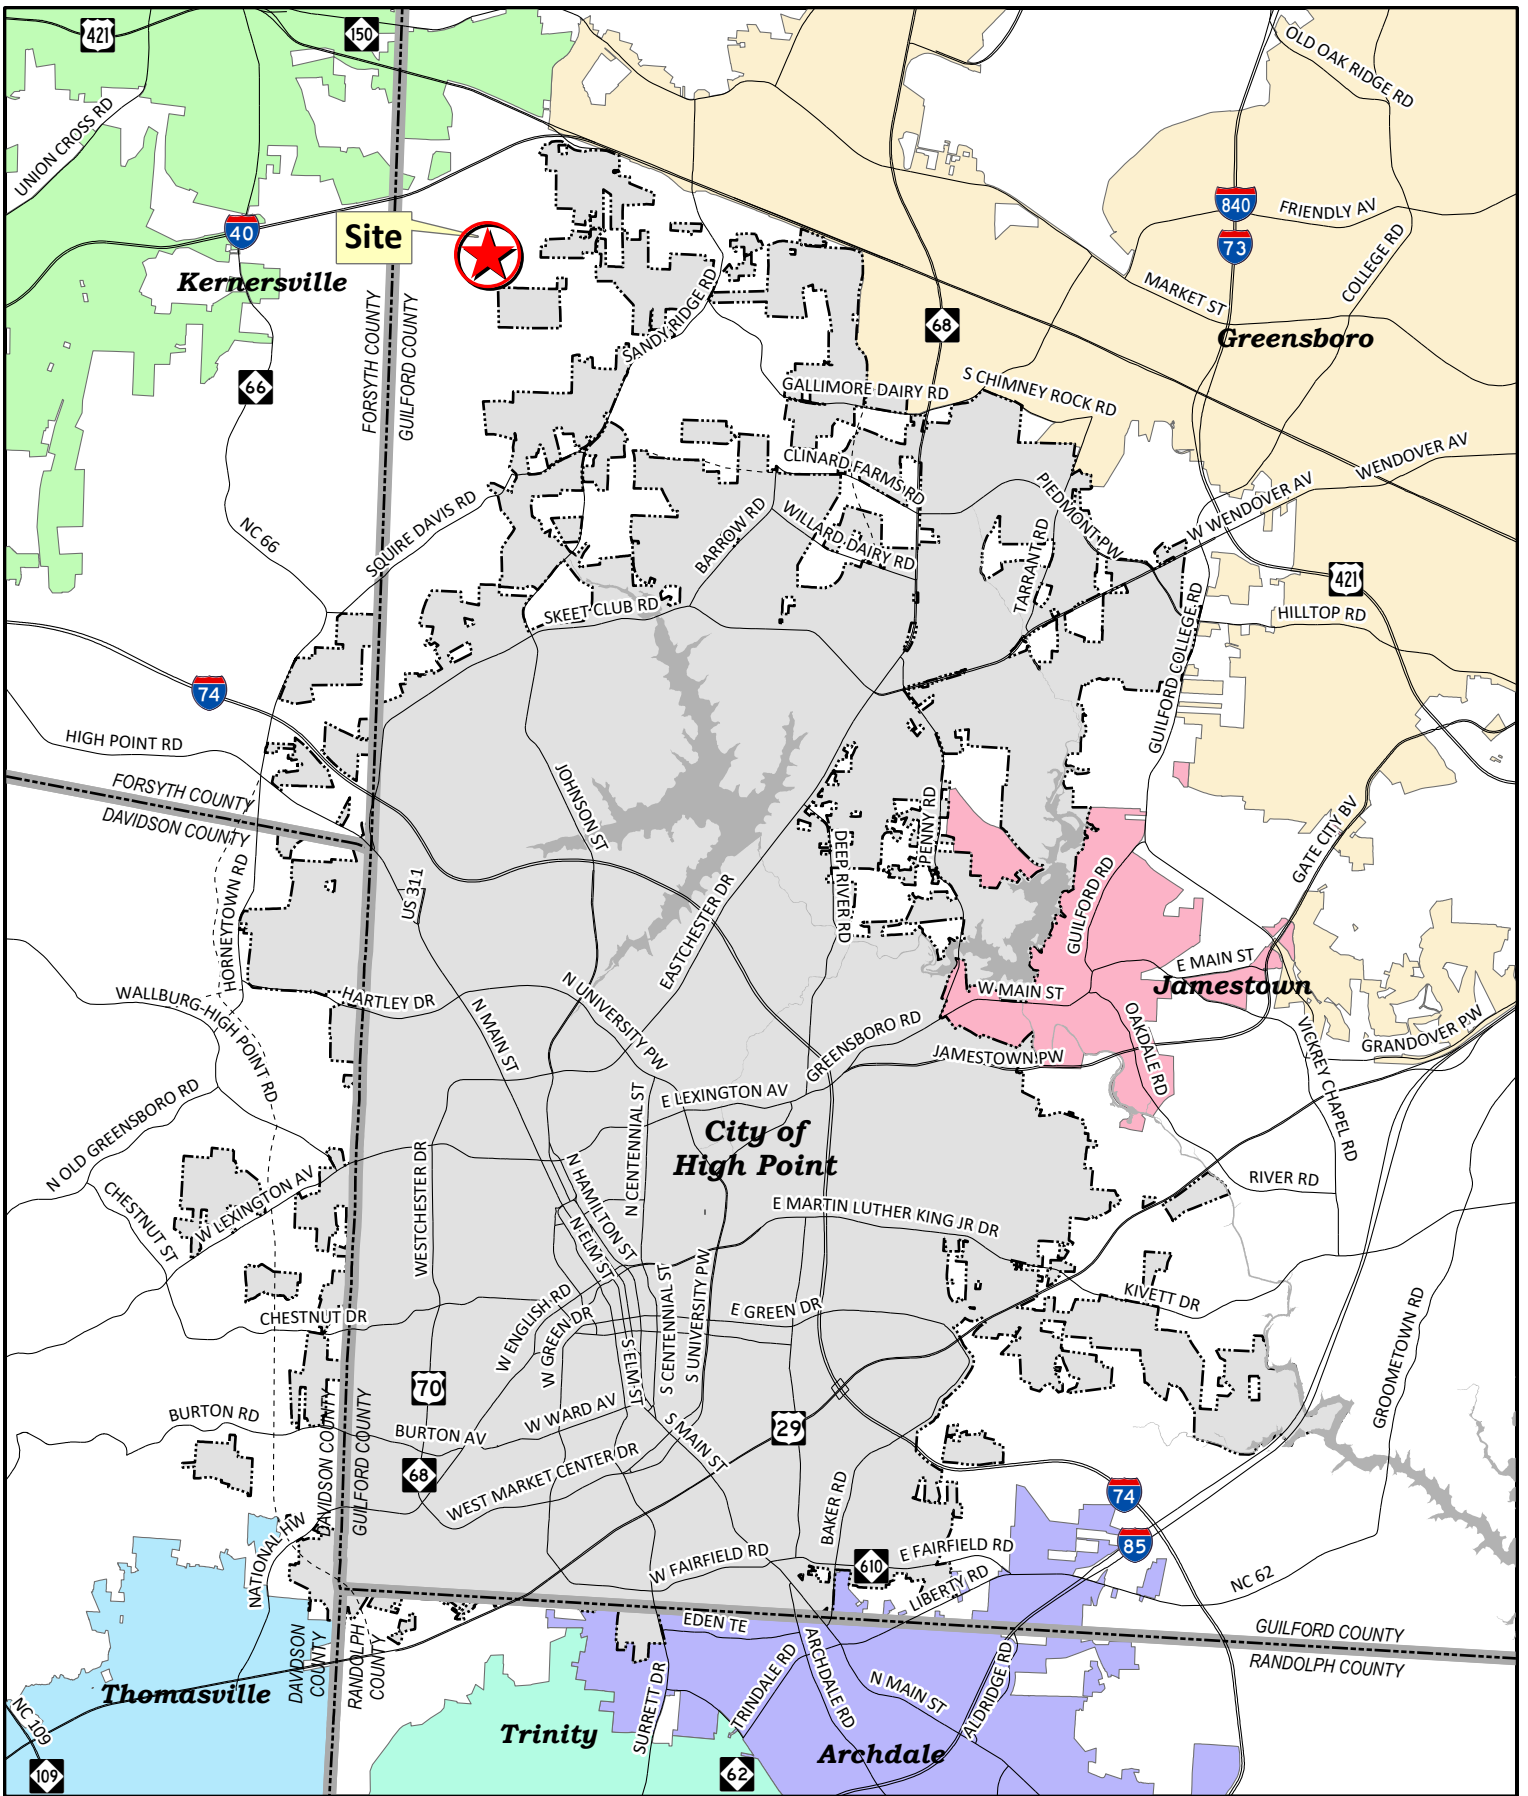 421
150
OLD OAK RIDGE RD
UNION CROSS RD
40
Site
840
FRIENDLY AV
73
COLLEGE RD
Kernersville
MARKET ST
68
Greensboro
SANDY RIDGE RD
FORSYTH COUNTY
GUILFORD COUNTY
66
GALLIMORE DAIRY RD
S CHIMNEY ROCK RD
CLINARD FARMS RD
WENDOVER AV
PIEDMONT PW
W WENDOVER AV
NC 66
SQUIRE DAVIS RD
BARROW RD
WILLARD DAIRY RD
TARRANT RD
421
SKEET CLUB RD
HILLTOP RD
GUILFORD COLLEGE RD
74
HIGH POINT RD
FORSYTH COUNTY
DAVIDSON COUNTY
JOHNSON ST
PENNY RD
DEEP RIVER RD
GATE CITY BV
HORNEYTOWN RD
US 311
EASTCHESTER DR
GUILFORD RD
E MAIN ST
Jamestown
WALLBURG-HIGH POINT RD
HARTLEY DR
N UNIVERSITY PW
W MAIN ST
N MAIN ST
GREENSBORO RD
OAKDALE RD
VICKREY CHAPEL RD
GRANDOVER PW
JAMESTOWN PW
N OLD GREENSBORO RD
E LEXINGTON AV
N CENTENNIAL ST
City of
High Point
CHESTNUT ST
W LEXINGTON AV
WESTCHESTER DR
N HAMILTON ST
N ELM ST
RIVER RD
E MARTIN LUTHER KING JR DR
KIVETT DR
CHESTNUT DR
W ENGLISH RD
W GREEN DR
E GREEN DR
S CENTENNIAL ST
S UNIVERSITY PW
S ELM ST
GROOMETOWN RD
70
BURTON RD
BURTON AV
W WARD AV
29
DAVIDSON COUNTY
GUILFORD COUNTY
68
WEST MARKET CENTER DR
S MAIN ST
BAKER RD
74
85
NATIONAL HW
W FAIRFIELD RD
610
E FAIRFIELD RD
LIBERTY RD
NC 62
EDEN TE
GUILFORD COUNTY
RANDOLPH COUNTY
DAVIDSON
COUNTY
RANDOLPH
COUNTY
Thomasville
NC 109
109
Trinity
SURRETT DR
TRINDALE RD
ARCHDALE RD
N MAIN ST
ALDRIDGE RD
Archdale
62